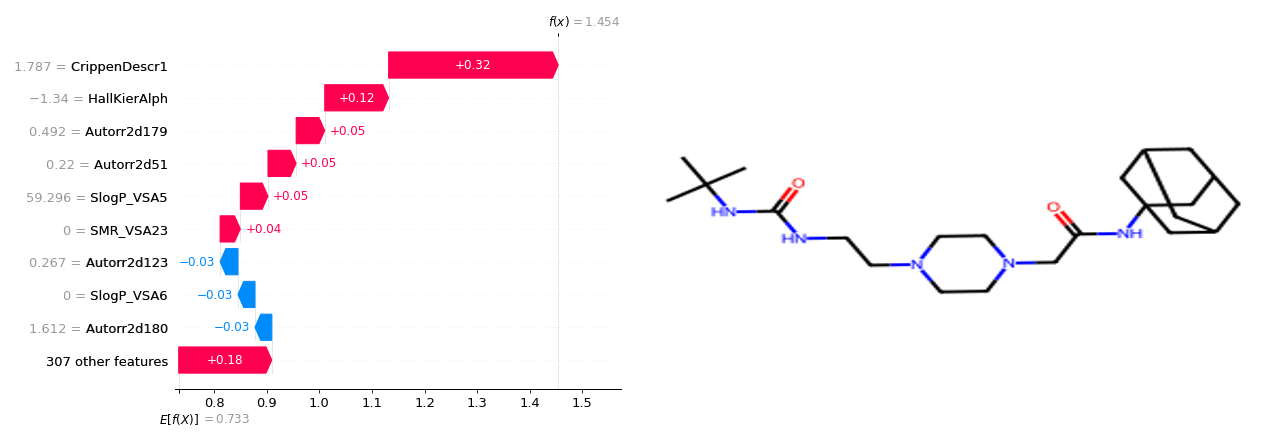 f(x) = 1.454
1.787 = CrippenDescr1
+0.32
−1.34 = HallKierAlph
+0.12
0.492 = Autorr2d179
+0.05
0.22 = Autorr2d51
+0.05
59.296 = SlogP_VSA5
+0.05
0 = SMR_VSA23
+0.04
0.267 = Autorr2d123
−0.03
0 = SlogP_VSA6
−0.03
1.612 = Autorr2d180
−0.03
307 other features
+0.18
0.8 0.9 1.0 1.1 1.2 1.3 1.4 1.5
E[f(X)] = 0.733
O
HN
HN
N
N
O
NH